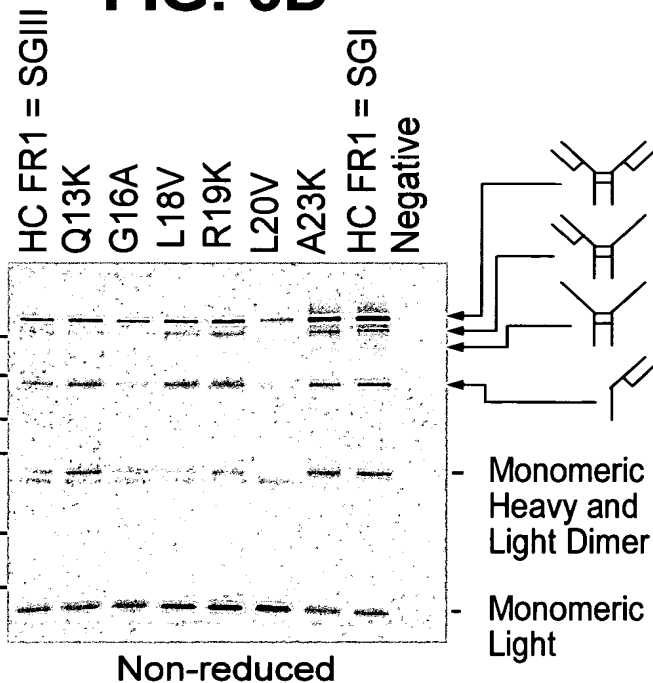 FIG. 6B
HC FR1 = SGIII
Q13K
G16A
L18V
R19K
L20V
A23K
HC FR1 = SGI
Negative
Monomeric
Heavy and
Light Dimer
Monomeric
Light
Non-reduced